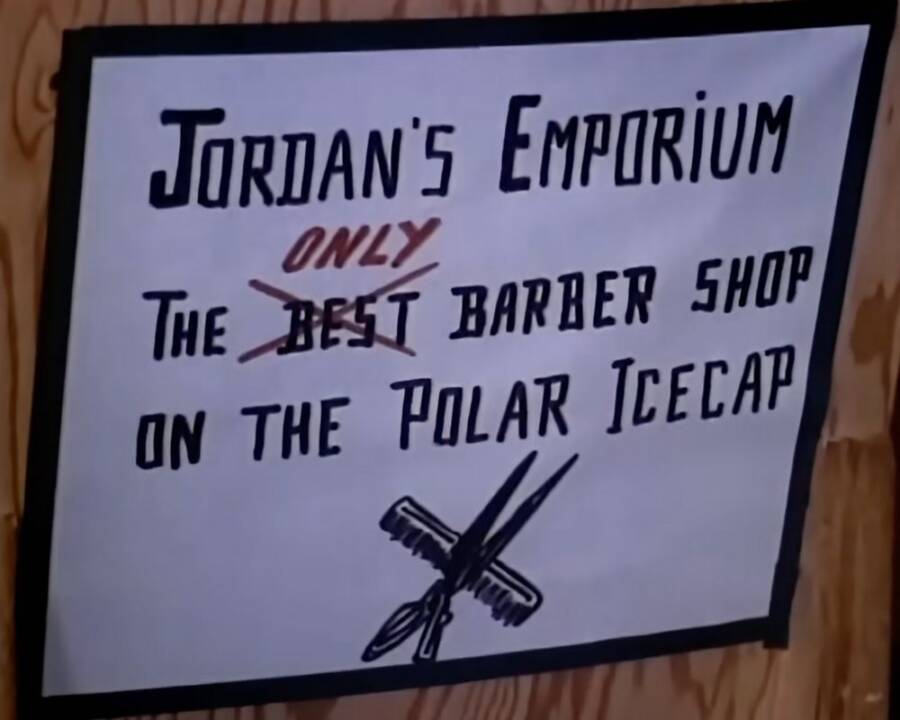 JORDAN'S EMPORiUM
ONLY
THE BEST BARBER SHOP
ON THE POLAR ICECAP